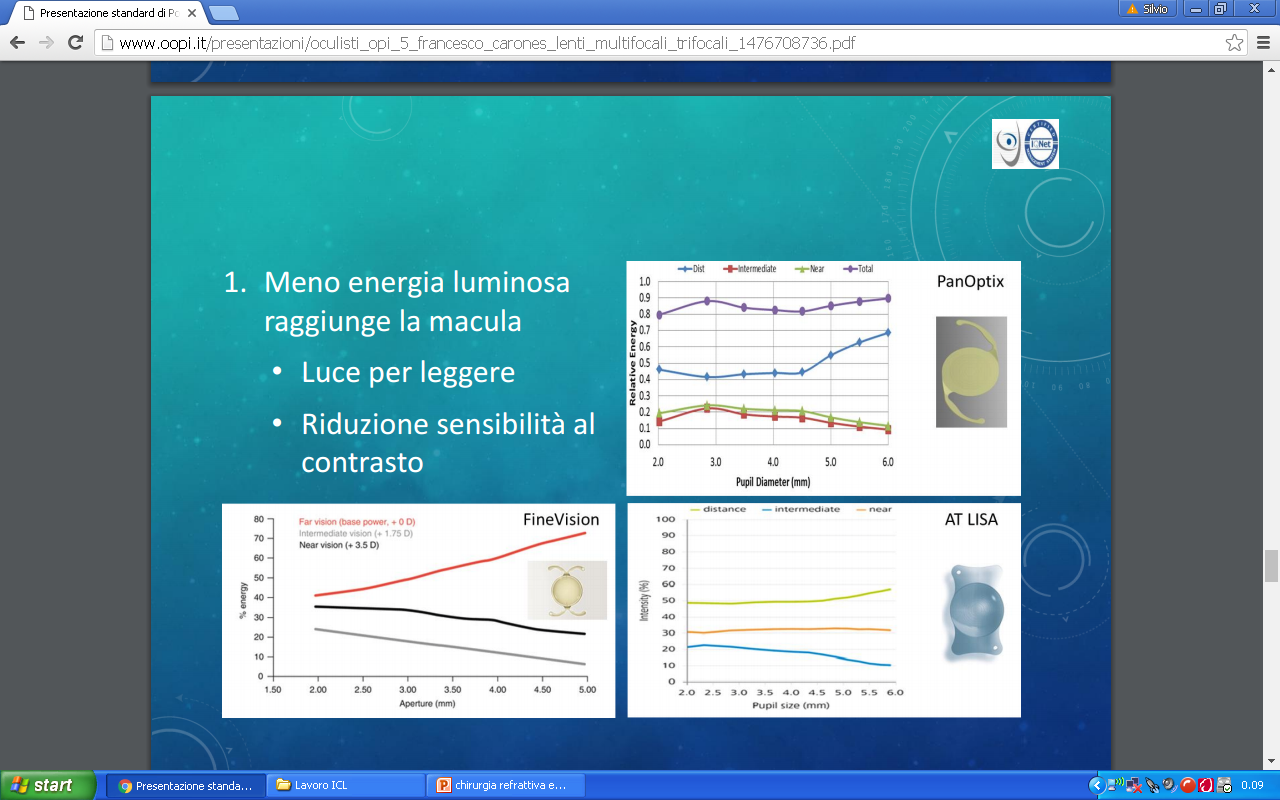 Presentazione standard di Po
Silvio
www.oopi.it/presentazioni/oculisti_opi_5_francesco_carones_lenti_multifocali_trifocali_1476708736.pdf
IQNet
1. Meno energia luminosa
raggiunge la macula
• Luce per leggere
• Riduzione sensibilità al
contrasto
Dist Intermediate Near Total
PanOptix
Relative Energy
1.0
0.9
0.8
0.7
0.6
0.5
0.4
0.3
0.2
0.1
0.0
2.0 3.0 4.0 5.0 6.0
Pupil Diameter (mm)
FineVision
Far vision (base power, + 0 D)
Intermediate vision (+ 1.75 D)
Near vision (+ 3.5 D)
% energy
80
70
60
50
40
30
20
10
0
1.50 2.00 2.50 3.00 3.50 4.00 4.50 5.00
Aperture (mm)
distance intermediate near
AT LISA
Intensity (%)
100
90
80
70
60
50
40
30
20
10
0
2.0 2.5 3.0 3.5 4.0 4.5 5.0 5.5 6.0
Pupil size (mm)
start
Presentazione standa...
Lavoro ICL
chirurgia refrattiva e...
0.09